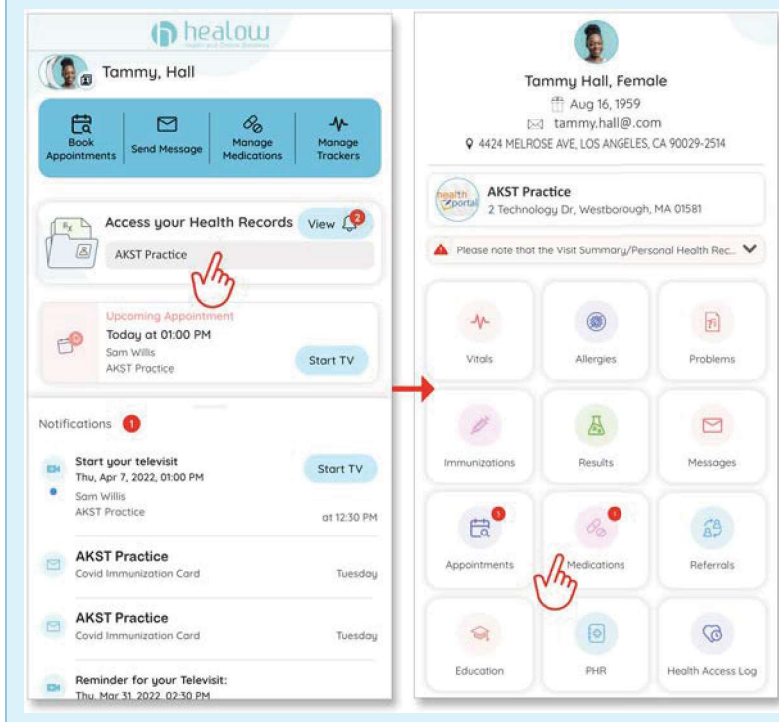 healow
Health and Online Wellness
Tammy, Hall
Book Appointments
Send Message
Manage Medications
Manage Trackers
Rx
Access your Health Records
View
2
AKST Practice
Upcoming Appointment
Today at 01:00 PM
Sam Willis
AKST Practice
Start TV
Notifications
1
Start your televisit
Thu, Apr 7, 2022, 01:00 PM
Sam Willis
AKST Practice
Start TV
at 12:30 PM
AKST Practice
Covid Immunization Card
Tuesday
AKST Practice
Covid Immunization Card
Tuesday
Reminder for your Televisit:
Thu, Mar 31, 2022, 02:30 PM
Tammy Hall, Female
Aug 16, 1959
tammy.hall@.com
4424 MELROSE AVE, LOS ANGELES, CA 90029-2514
health
portal
AKST Practice
2 Technology Dr, Westborough, MA 01581
Please note that the Visit Summary/Personal Health Rec...
Vitals
Allergies
Problems
Immunizations
Results
Messages
Appointments
Medications
1
Referrals
Education
PHR
Health Access Log